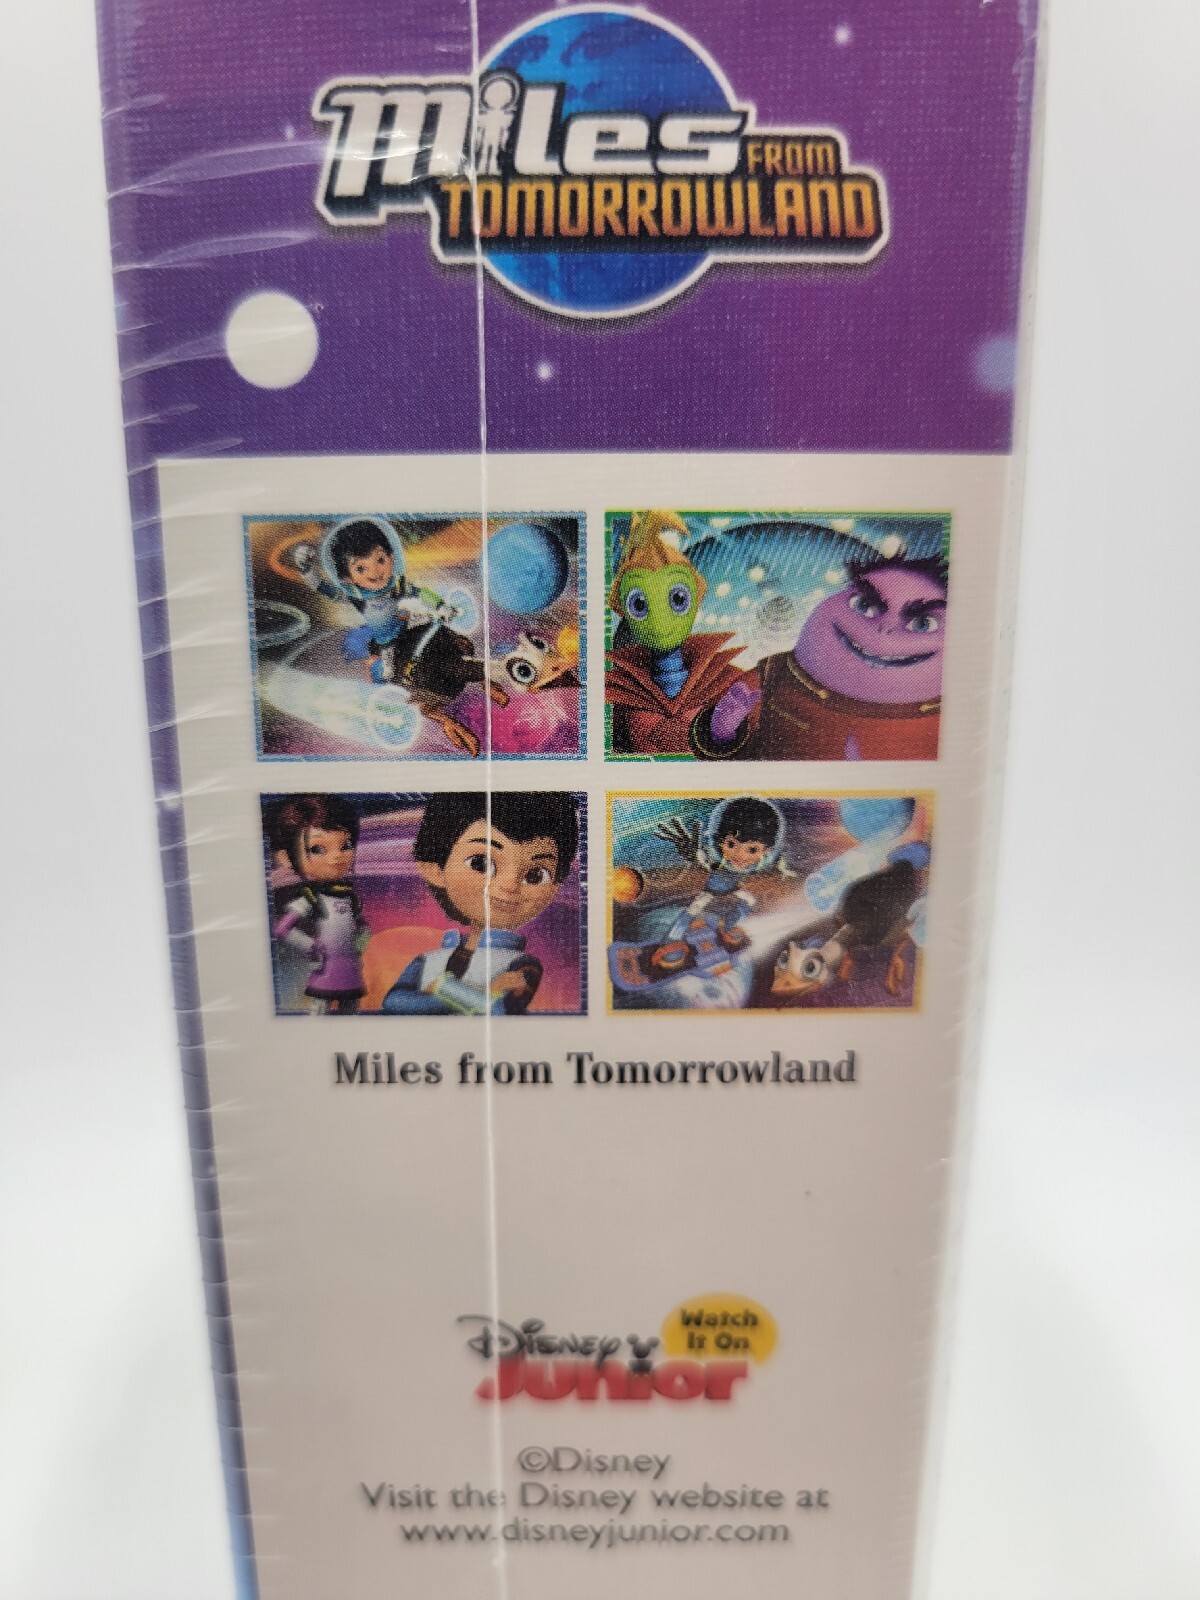 Miles
FROM
TOMORROWLAND
Miles from Tomorrowland
Disney
Junior
Watch
It On
©Disney
Visit the Disney website at
www.disneyjunior.com